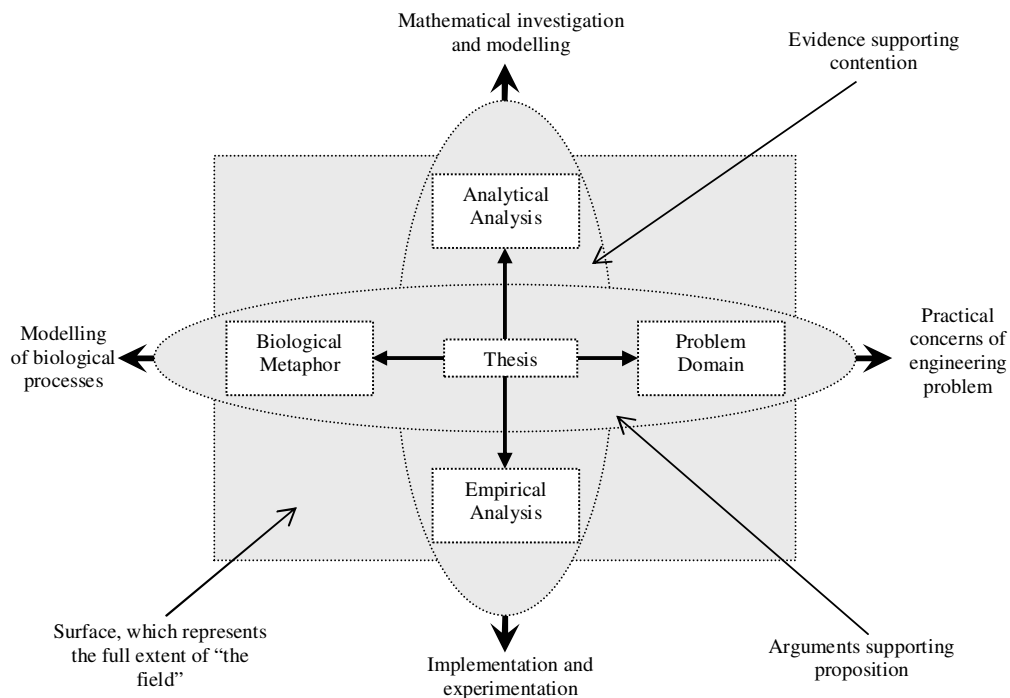 Mathematical investigation
and modelling
Evidence supporting
contention
Analytical
Analysis
Modelling
of biological
processes
Biological
Metaphor
Thesis
Problem
Domain
Practical
concerns of
engineering
problem
Empirical
Analysis
Surface, which represents
the full extent of “the
field”
Implementation and
experimentation
Arguments supporting
proposition